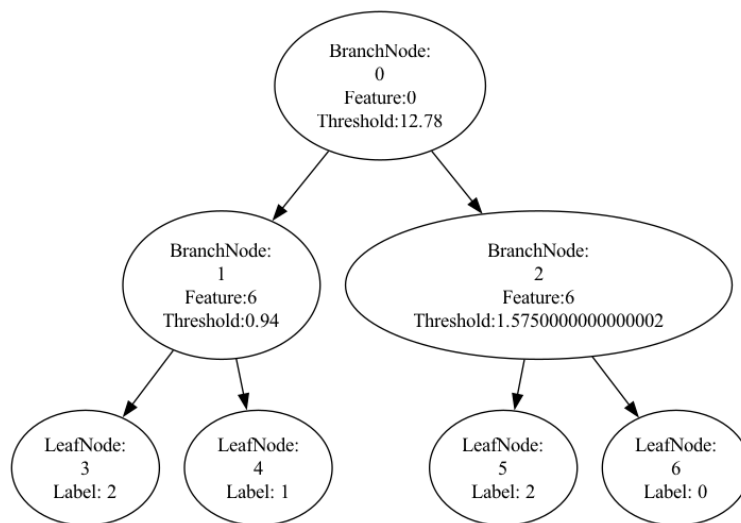 BranchNode:
0
Feature:0
Threshold:12.78
BranchNode:
1
Feature:6
Threshold:0.94
BranchNode:
2
Feature:6
Threshold:1.5750000000000002
LeafNode:
3
Label: 2
LeafNode:
4
Label: 1
LeafNode:
5
Label: 2
LeafNode:
6
Label: 0